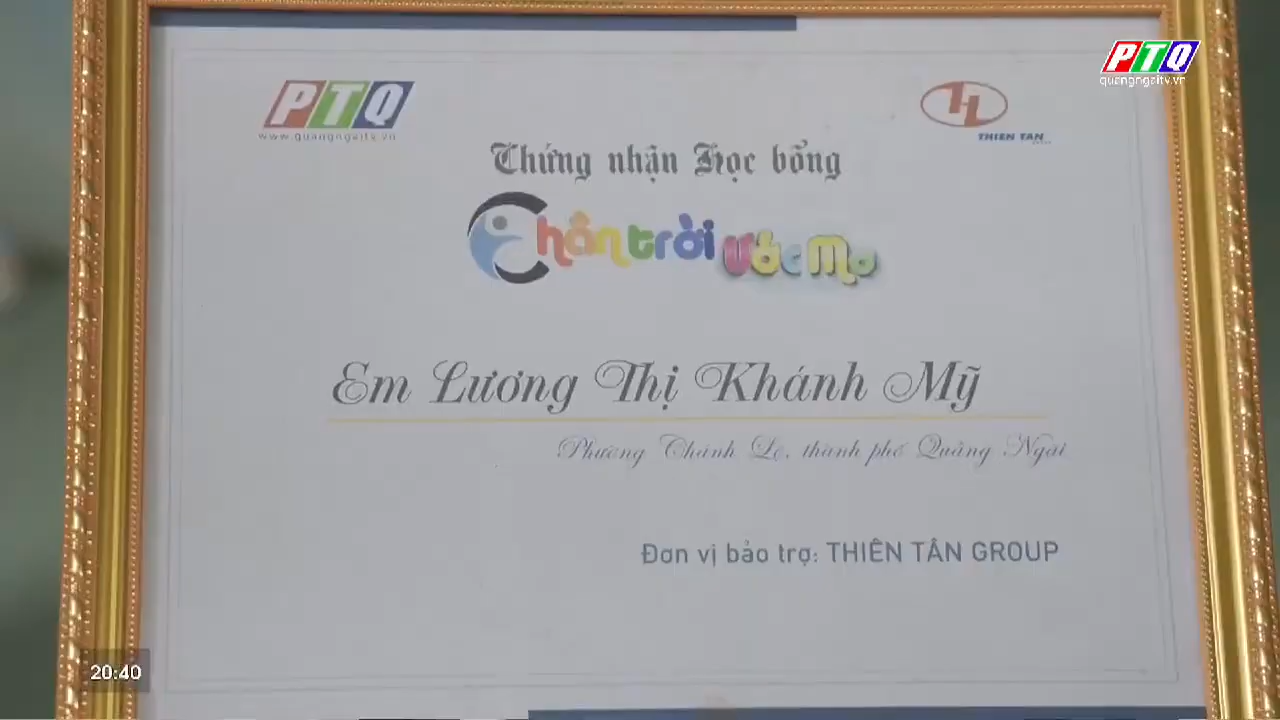 PTQ
quangngaitv.vn
PTQ
www.quangngaitv.vn
TL
THIEN TAN
Chứng nhận Học bổng
Chân trời ước mơ
Em Lương Thị Khánh Mỹ
Phường Chánh Lộ, thành phố Quảng Ngãi
Đơn vị bảo trợ: THIÊN TÂN GROUP
20:40